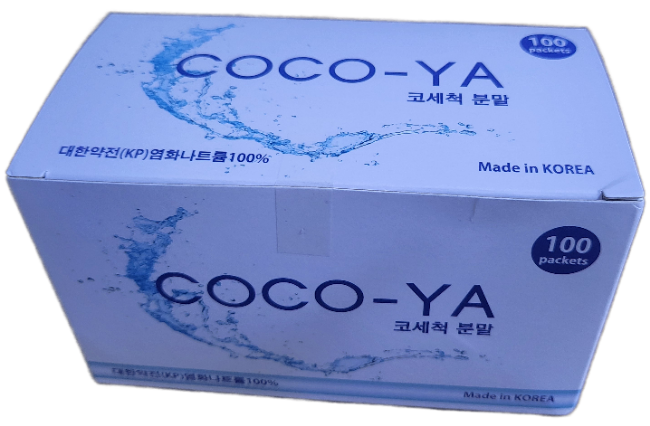 100
packets
COCO-YA
코세척 분말
대한약전(KP)염화나트륨100%
Made in KOREA
100
packets
COCO-YA
코세척 분말
대한약전(KP)염화나트륨100%
Made in KOREA